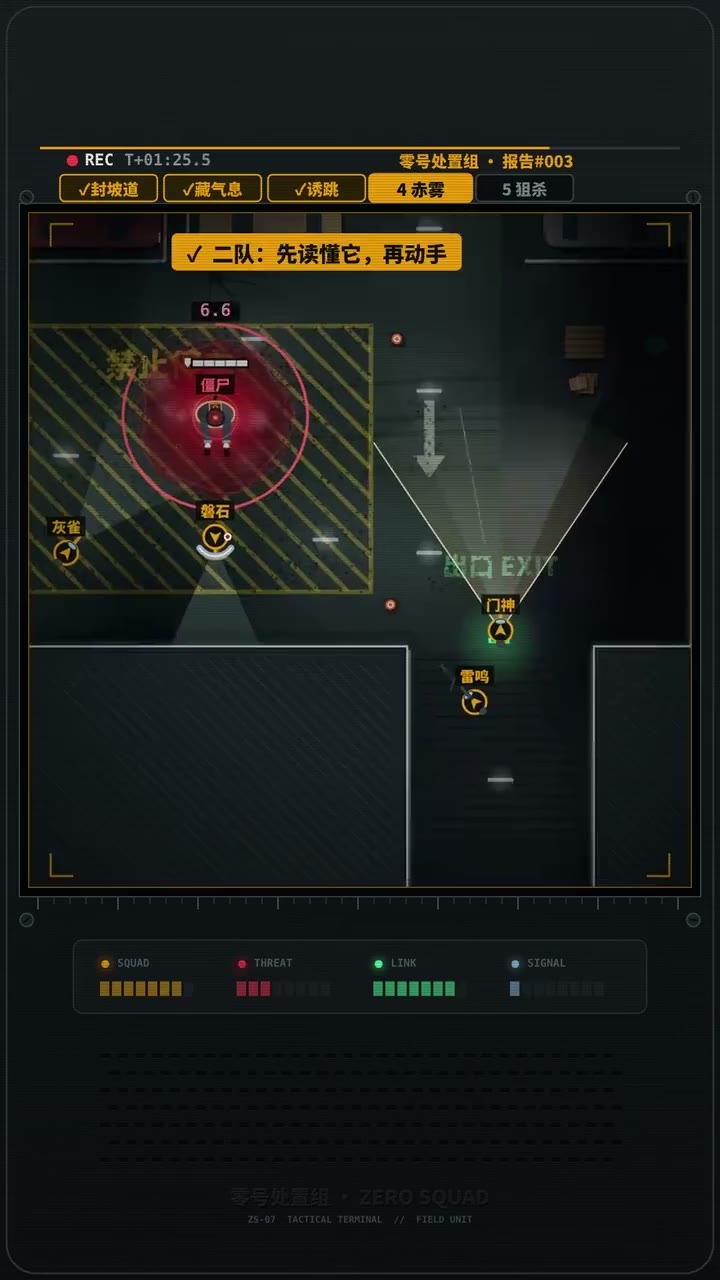 REC T+01:25.5
零号处置组 · 报告#003
✓封坡道 ✓藏气息 ✓诱跳 4 赤雾 5 狙杀
✓ 二队：先读懂它，再动手
6.6
禁止
僵尸
磐石
灰雀
出口 EXIT
门神
雷鸣
SQUAD THREAT LINK SIGNAL
零号处置组 · ZERO SQUAD
ZS-07 TACTICAL TERMINAL // FIELD UNIT